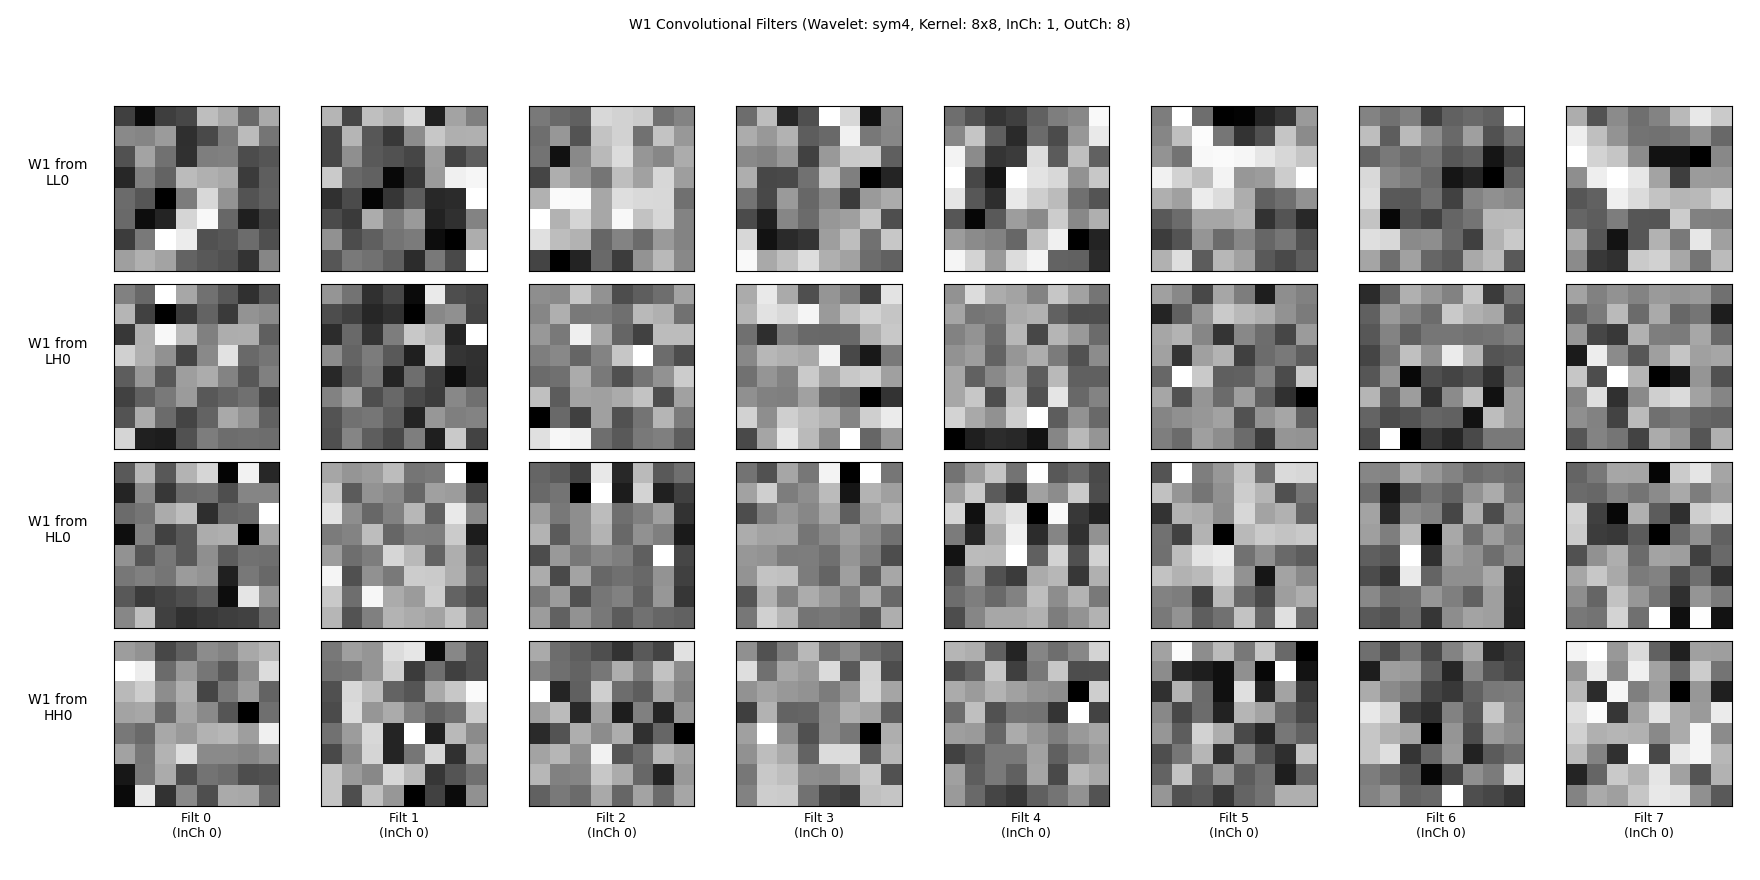 W1 Convolutional Filters (Wavelet: sym4, Kernel: 8x8, InCh: 1, OutCh: 8)
W1 from
LL0
W1 from
LH0
W1 from
HL0
W1 from
HH0
Filt 0
(InCh 0)
Filt 1
(InCh 0)
Filt 2
(InCh 0)
Filt 3
(InCh 0)
Filt 4
(InCh 0)
Filt 5
(InCh 0)
Filt 6
(InCh 0)
Filt 7
(InCh 0)